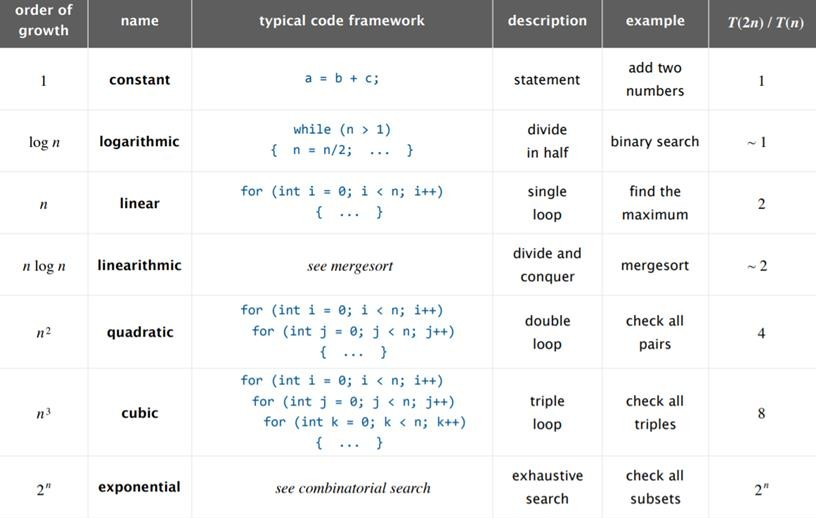 order of
growth
name
typical code framework
description
example
T(2n) / T(n)
1
constant
a = b + c;
statement
add two
numbers
1
log n
logarithmic
while (n > 1)
{ n = n/2; ... }
divide
in half
binary search
~ 1
n
linear
for (int i = 0; i < n; i++)
{ ... }
single
loop
find the
maximum
2
n log n
linearithmic
see mergesort
divide and
conquer
mergesort
~ 2
n²
quadratic
for (int i = 0; i < n; i++)
for (int j = 0; j < n; j++)
{ ... }
double
loop
check all
pairs
4
n³
cubic
for (int i = 0; i < n; i++)
for (int j = 0; j < n; j++)
for (int k = 0; k < n; k++)
{ ... }
triple
loop
check all
triples
8
2ⁿ
exponential
see combinatorial search
exhaustive
search
check all
subsets
2ⁿ